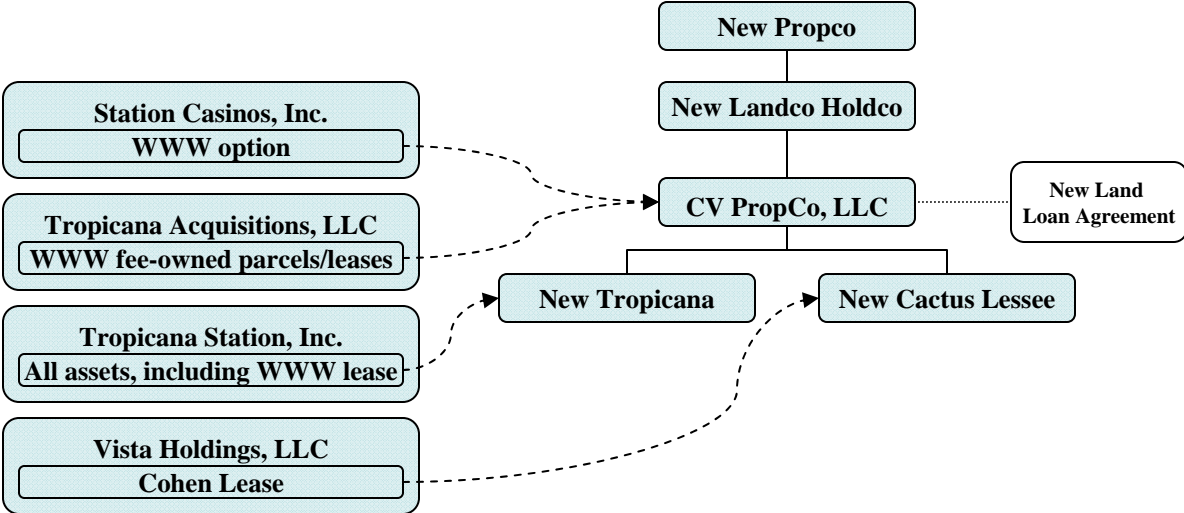 New Propco
New Landco Holdco
Station Casinos, Inc.
WWW option
Tropicana Acquisitions, LLC
WWW fee-owned parcels/leases
Tropicana Station, Inc.
All assets, including WWW lease
Vista Holdings, LLC
Cohen Lease
CV PropCo, LLC
New Land
Loan Agreement
New Tropicana
New Cactus Lessee